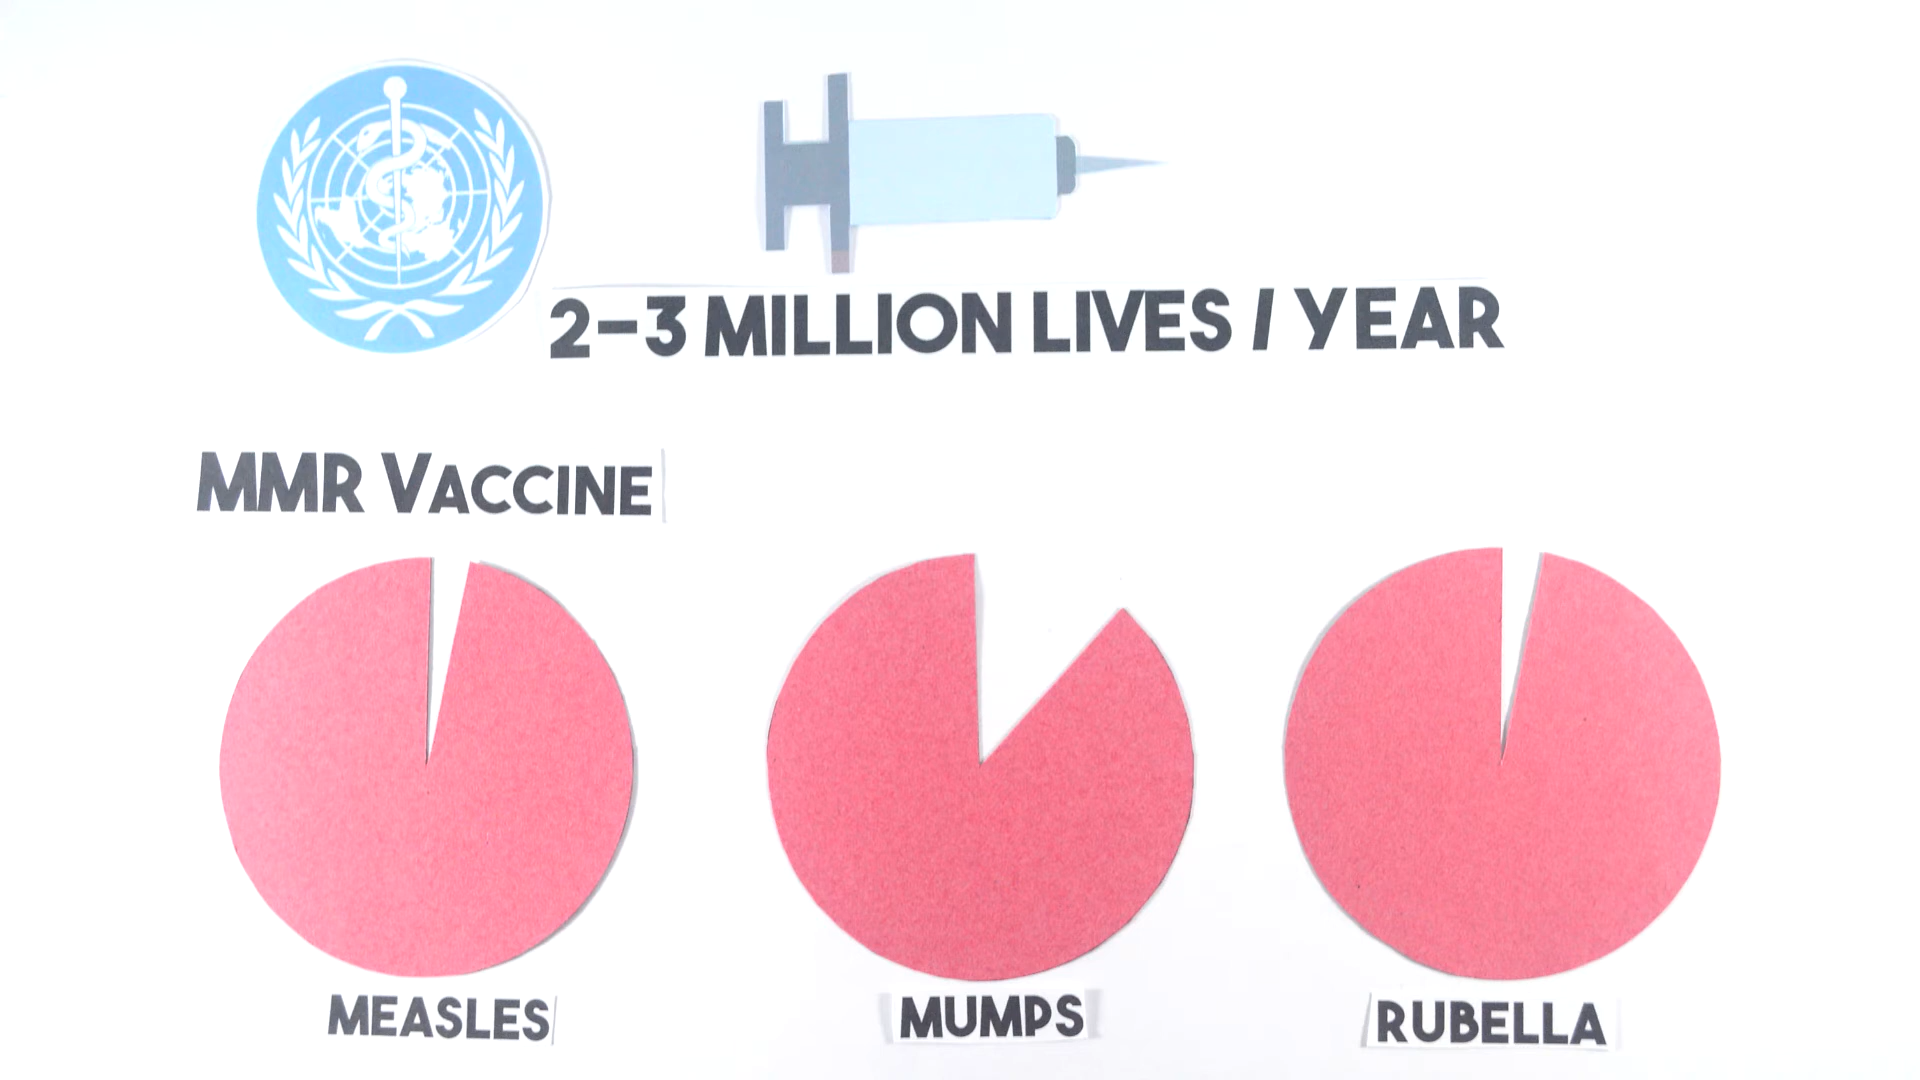 2-3 MILLION LIVES / YEAR
MMR VACCINE
MEASLES
MUMPS
RUBELLA